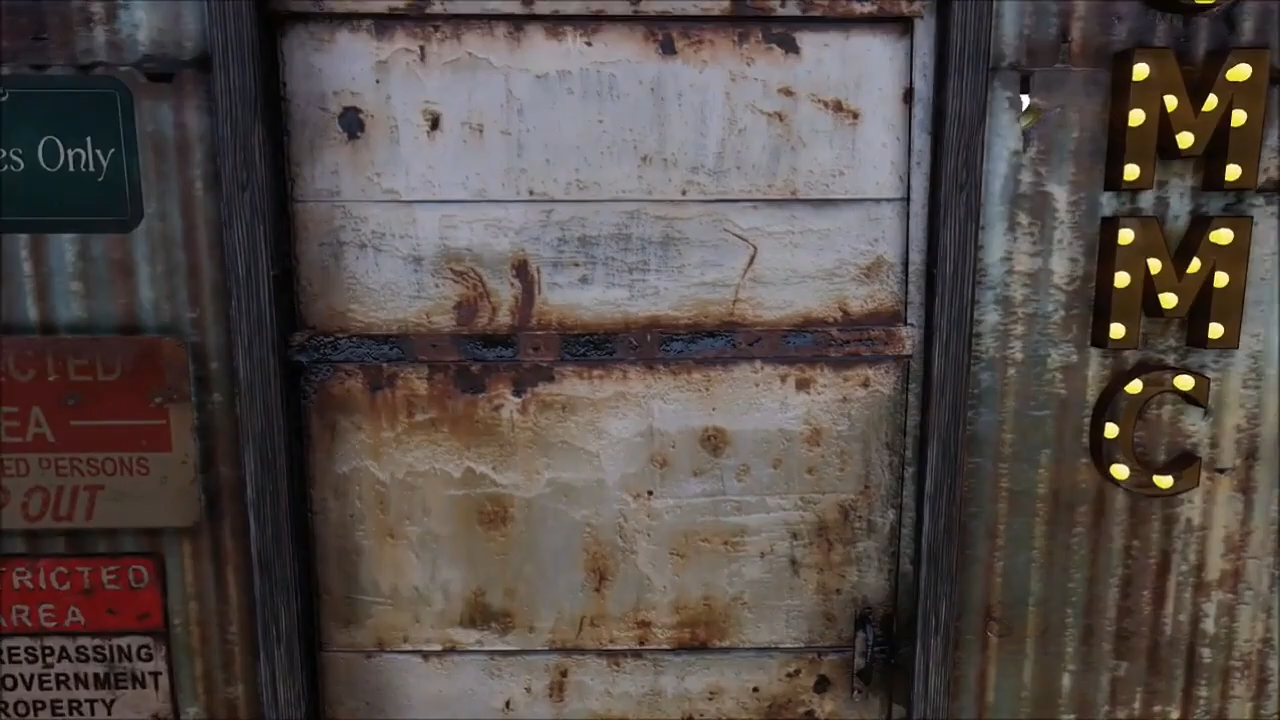 es Only
CTED
EA
ED PERSONS
OUT
TRICTED
AREA
RESPASSING
OVERNMENT
ROPERTY
M
M
C